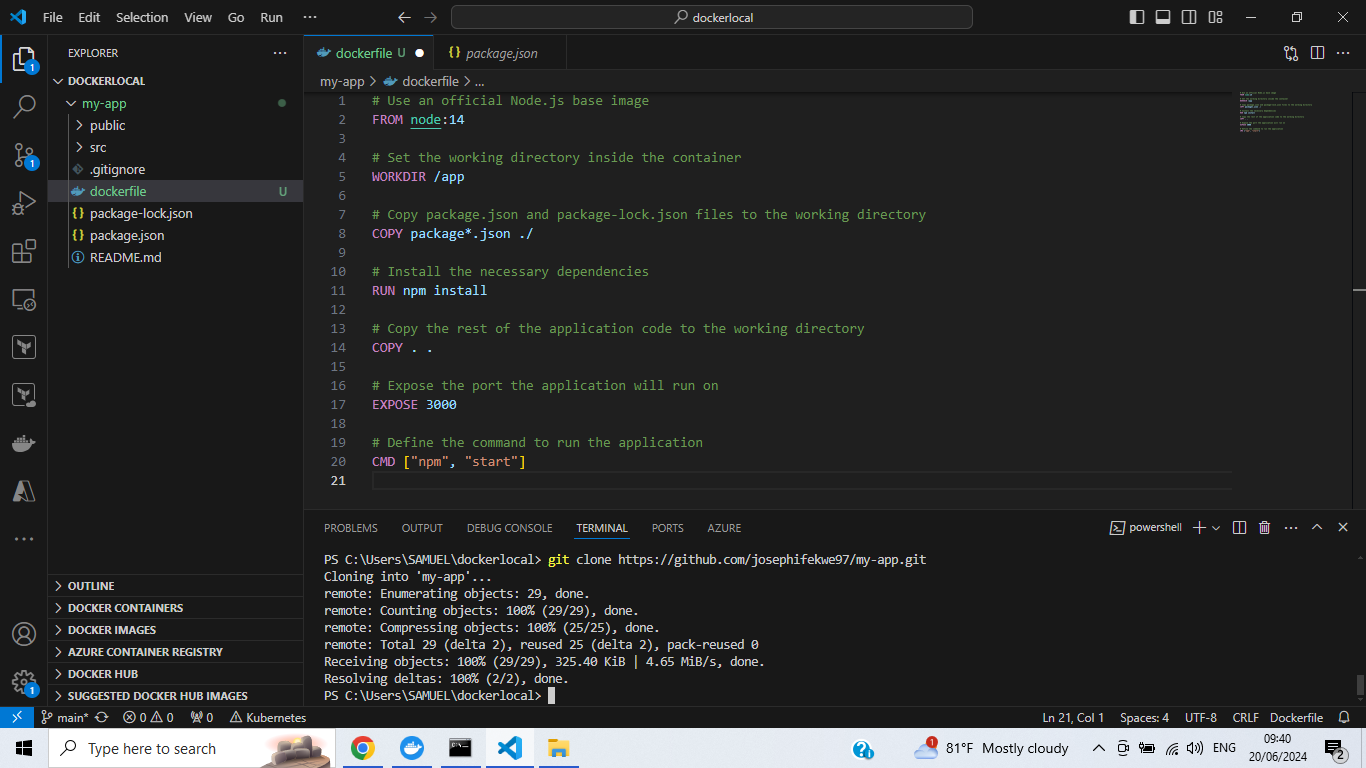 File Edit Selection View Go Run ··· dockerlocal
EXPLORER ···
DOCKERLOCAL
my-app
public
src
.gitignore
dockerfile U
package-lock.json
package.json
README.md
OUTLINE
DOCKER CONTAINERS
DOCKER IMAGES
AZURE CONTAINER REGISTRY
DOCKER HUB
SUGGESTED DOCKER HUB IMAGES
1
1
1
dockerfile U package.json
my-app > dockerfile > ...
1 # Use an official Node.js base image
2 FROM node:14
3
4 # Set the working directory inside the container
5 WORKDIR /app
6
7 # Copy package.json and package-lock.json files to the working directory
8 COPY package*.json ./
9
10 # Install the necessary dependencies
11 RUN npm install
12
13 # Copy the rest of the application code to the working directory
14 COPY . .
15
16 # Expose the port the application will run on
17 EXPOSE 3000
18
19 # Define the command to run the application
20 CMD ["npm", "start"]
21
PROBLEMS OUTPUT DEBUG CONSOLE TERMINAL PORTS AZURE powershell
PS C:\Users\SAMUEL\dockerlocal> git clone https://github.com/josephifekwe97/my-app.git
Cloning into 'my-app'...
remote: Enumerating objects: 29, done.
remote: Counting objects: 100% (29/29), done.
remote: Compressing objects: 100% (25/25), done.
remote: Total 29 (delta 2), reused 25 (delta 2), pack-reused 0
Receiving objects: 100% (29/29), 325.40 KiB | 4.65 MiB/s, done.
Resolving deltas: 100% (2/2), done.
PS C:\Users\SAMUEL\dockerlocal>
main* 0 0 0 Kubernetes Ln 21, Col 1 Spaces: 4 UTF-8 CRLF Dockerfile
Type here to search 1 81°F Mostly cloudy ENG 09:40
20/06/2024 2